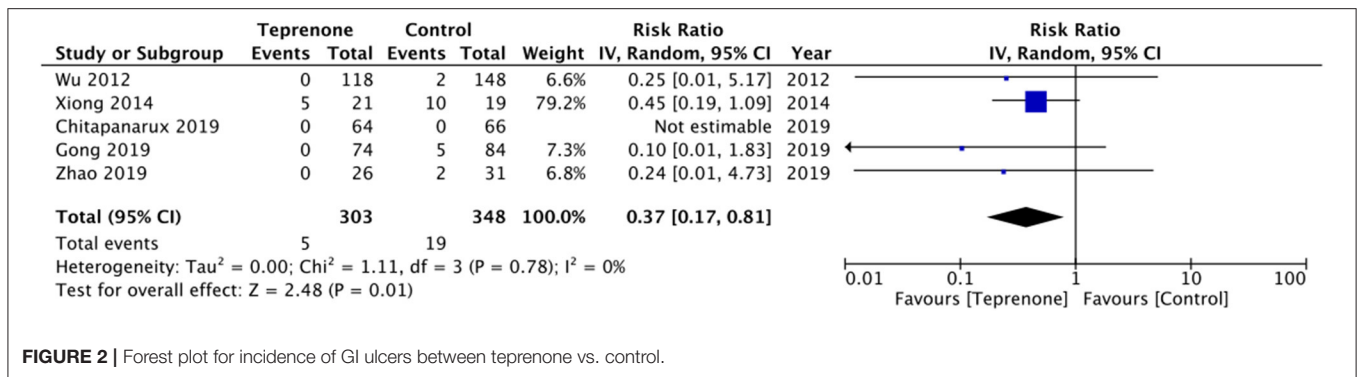 Teprenone Control Risk Ratio Risk Ratio
Study or Subgroup Events Total Events Total Weight IV, Random, 95% CI Year IV, Random, 95% CI
Wu 2012 0 118 2 148 6.6% 0.25 [0.01, 5.17] 2012
Xiong 2014 5 21 10 19 79.2% 0.45 [0.19, 1.09] 2014
Chitapanarux 2019 0 64 0 66 Not estimable 2019
Gong 2019 0 74 5 84 7.3% 0.10 [0.01, 1.83] 2019
Zhao 2019 0 26 2 31 6.8% 0.24 [0.01, 4.73] 2019
Total (95% CI) 303 348 100.0% 0.37 [0.17, 0.81]
Total events 5 19
Heterogeneity: Tau² = 0.00; Chi² = 1.11, df = 3 (P = 0.78); I² = 0%
Test for overall effect: Z = 2.48 (P = 0.01)
0.01 0.1 1 10 100
Favours [Teprenone] Favours [Control]
FIGURE 2 | Forest plot for incidence of GI ulcers between teprenone vs. control.